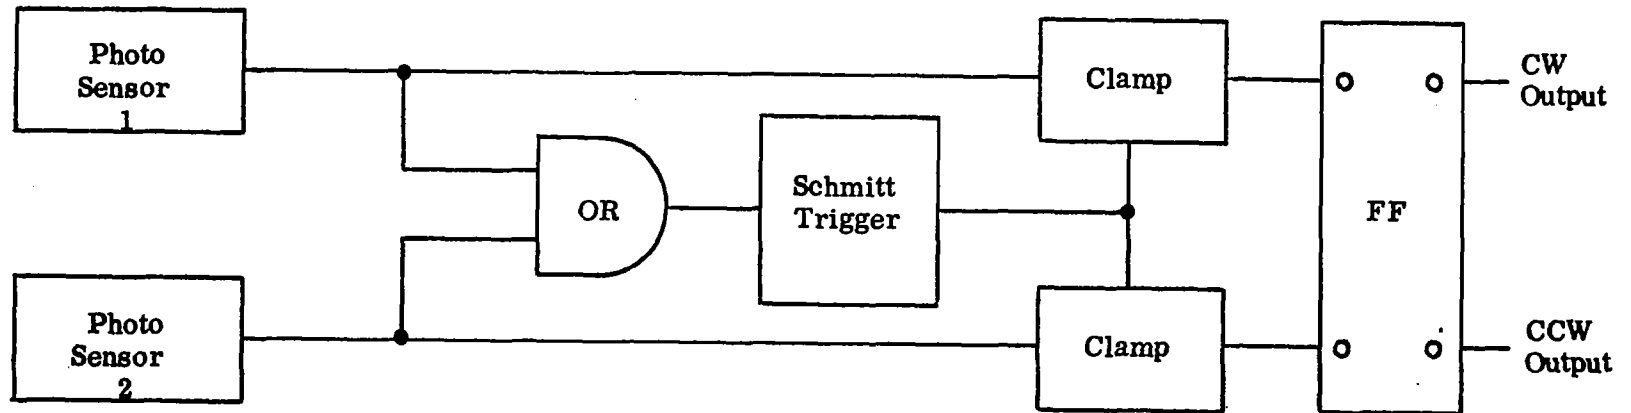 Photo
Sensor
1
Clamp
CW
Output
OR
Schmitt
Trigger
FF
Photo
Sensor
2
Clamp
CCW
Output